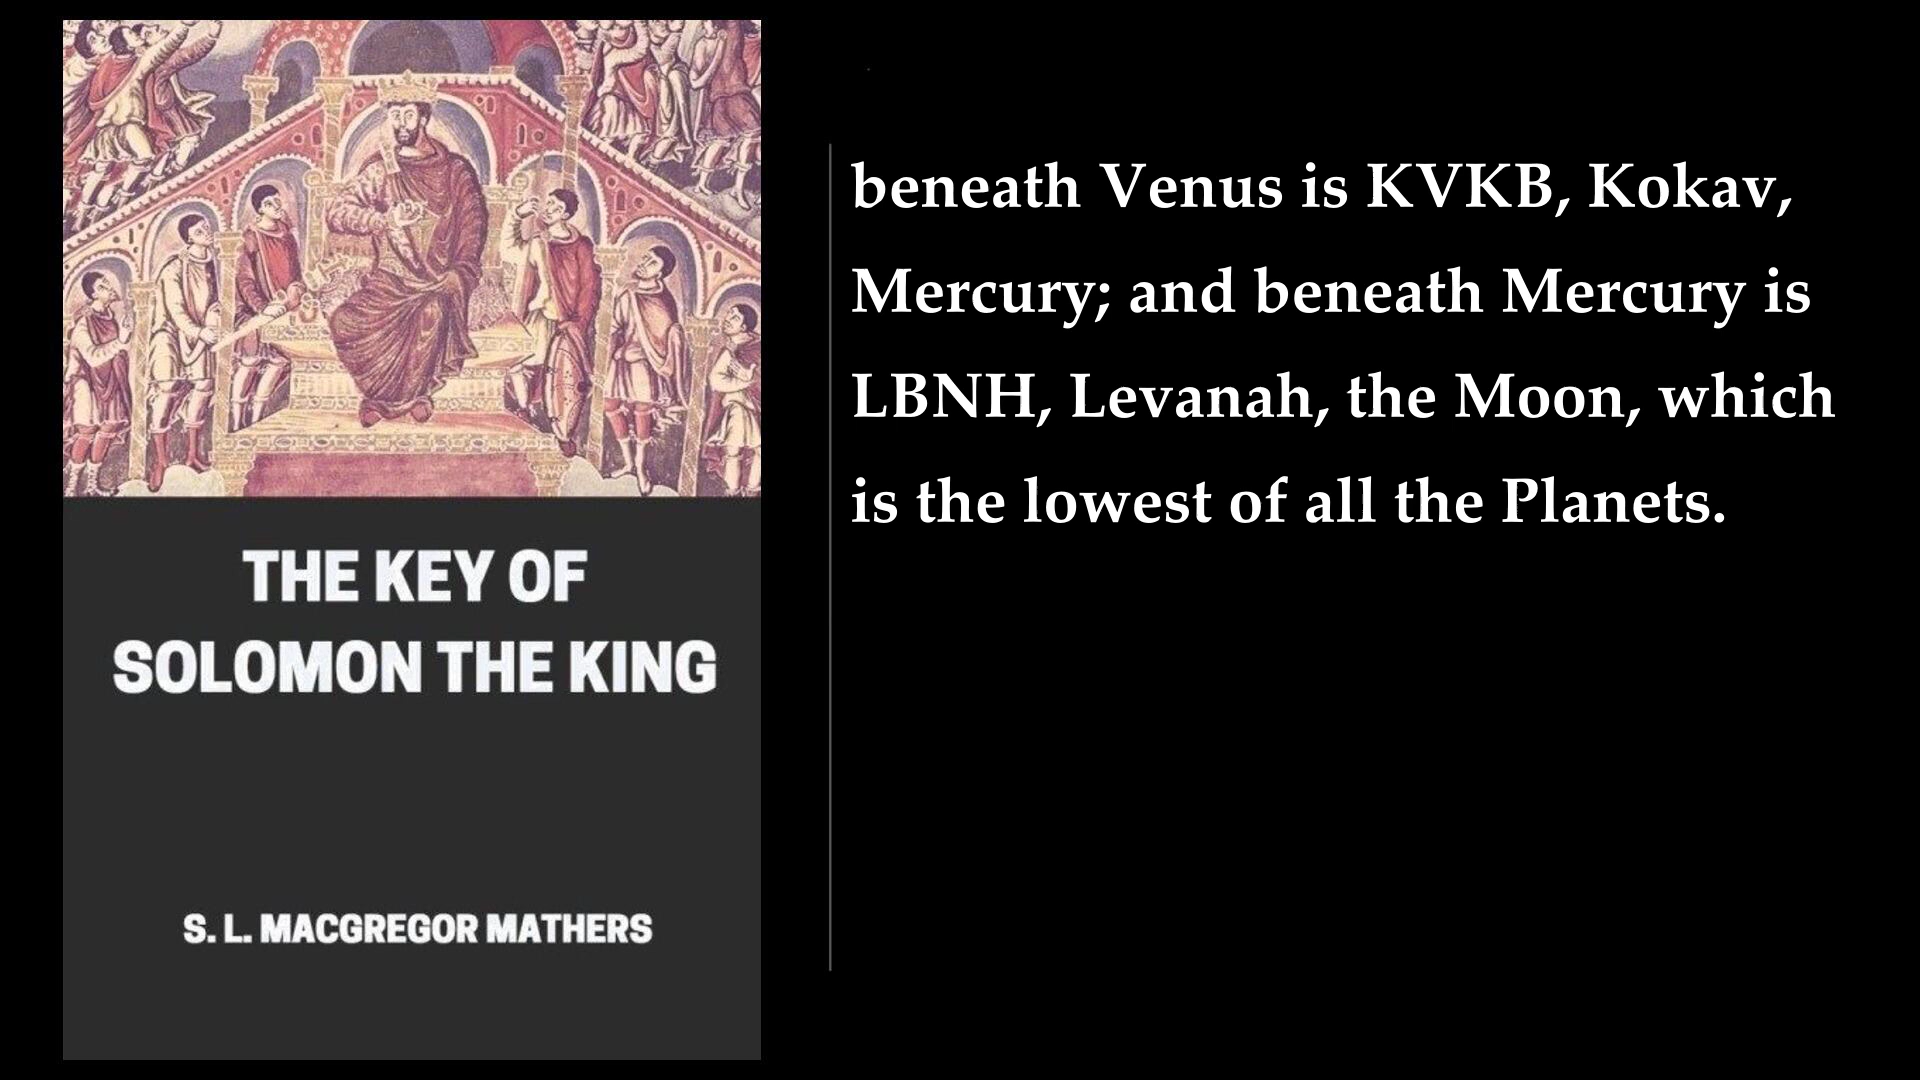 THE KEY OF
SOLOMON THE KING
S. L. MACGREGOR MATHERS
beneath Venus is KVKB, Kokav,
Mercury; and beneath Mercury is
LBNH, Levanah, the Moon, which
is the lowest of all the Planets.